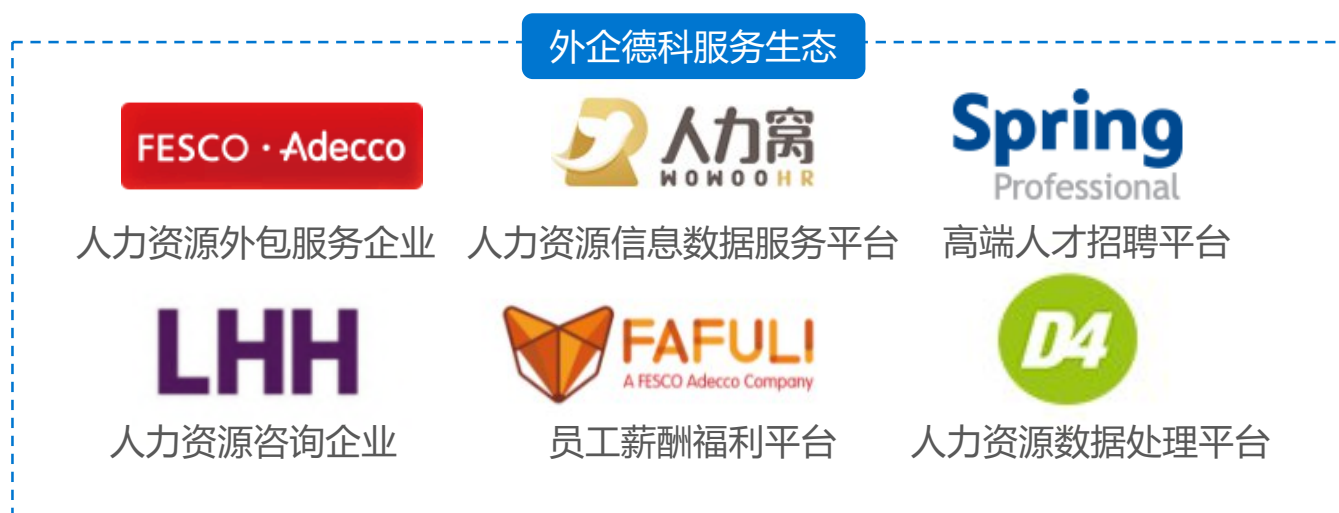 外企德科服务生态
FESCO · Adecco
人力窝
WOWOOHR
Spring
Professional
人力资源外包服务企业
人力资源信息数据服务平台
高端人才招聘平台
LHH
FAFULI
A FESCO Adecco Company
D4
人力资源咨询企业
员工薪酬福利平台
人力资源数据处理平台